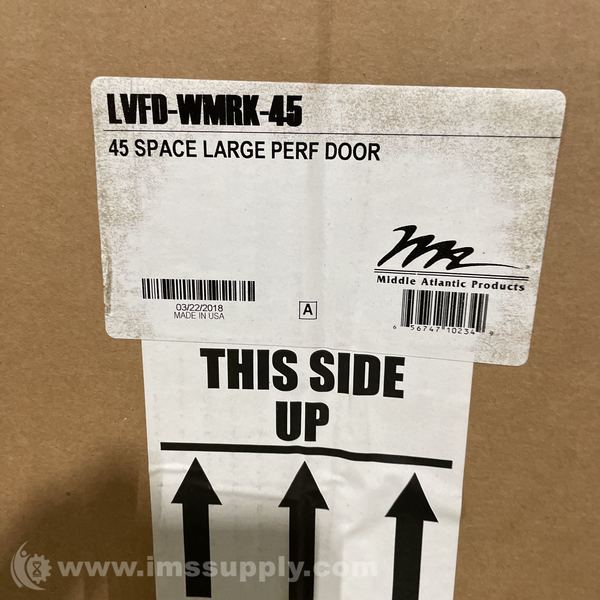 LVFD-WMRK-45
45 SPACE LARGE PERF DOOR
Middle Atlantic Products
03/22/2018
MADE IN USA
A
6 56747 10234 9
THIS SIDE
UP
www.imssupply.com